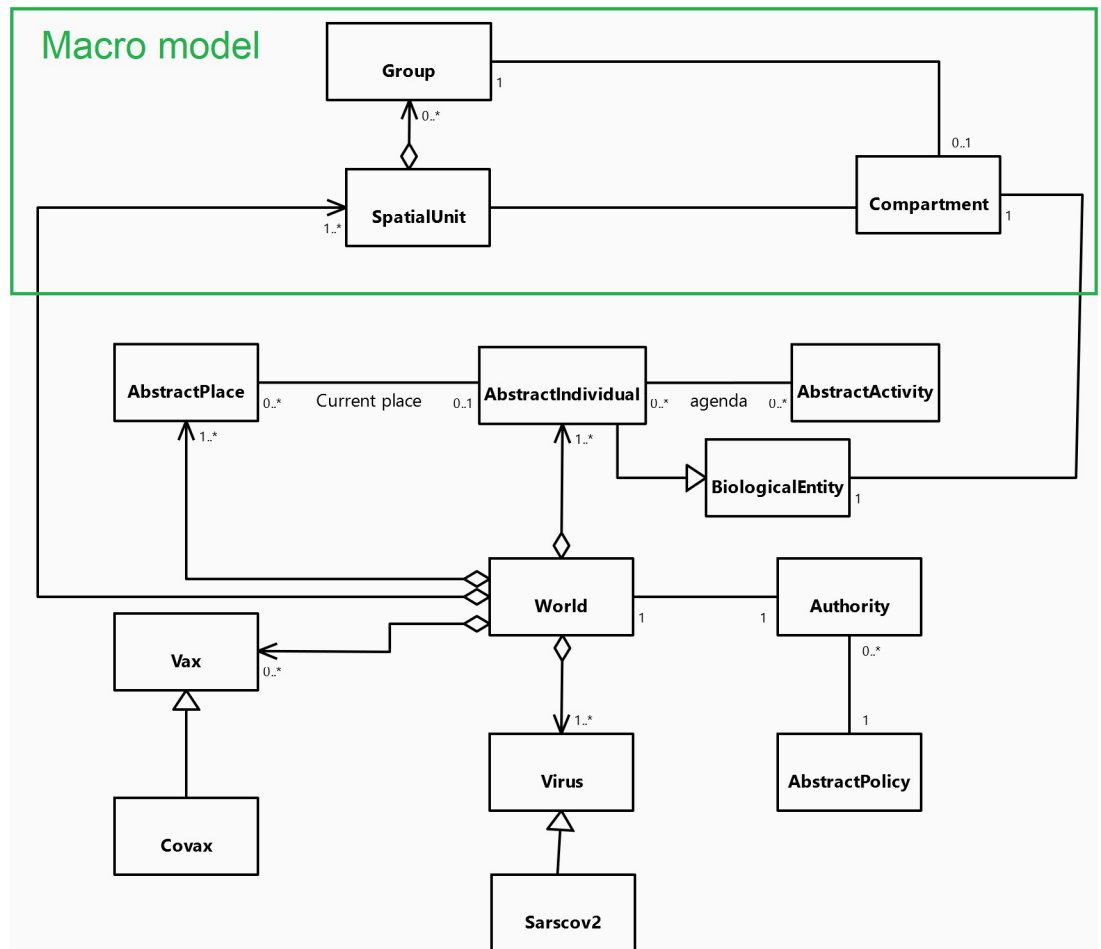 Macro model
Group
1
0..*
0..1
SpatialUnit
1..*
Compartment
1
AbstractPlace
0..*
Current place
0..1
AbstractIndividual
0..*
agenda
0..*
AbstractActivity
1..*
1..*
BiologicalEntity
1
World
1
1
Authority
Vax
0..*
0..*
1..*
1
Virus
AbstractPolicy
Covax
Sarscov2